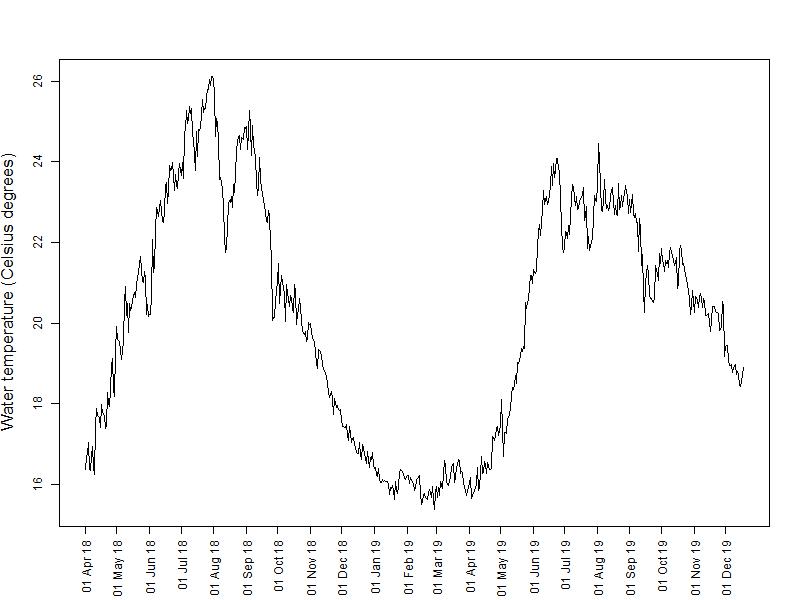 Water temperature (Celsius degrees)
26
24
22
20
18
16
01 Apr 18
01 May 18
01 Jun 18
01 Jul 18
01 Aug 18
01 Sep 18
01 Oct 18
01 Nov 18
01 Dec 18
01 Jan 19
01 Feb 19
01 Mar 19
01 Apr 19
01 May 19
01 Jun 19
01 Jul 19
01 Aug 19
01 Sep 19
01 Oct 19
01 Nov 19
01 Dec 19